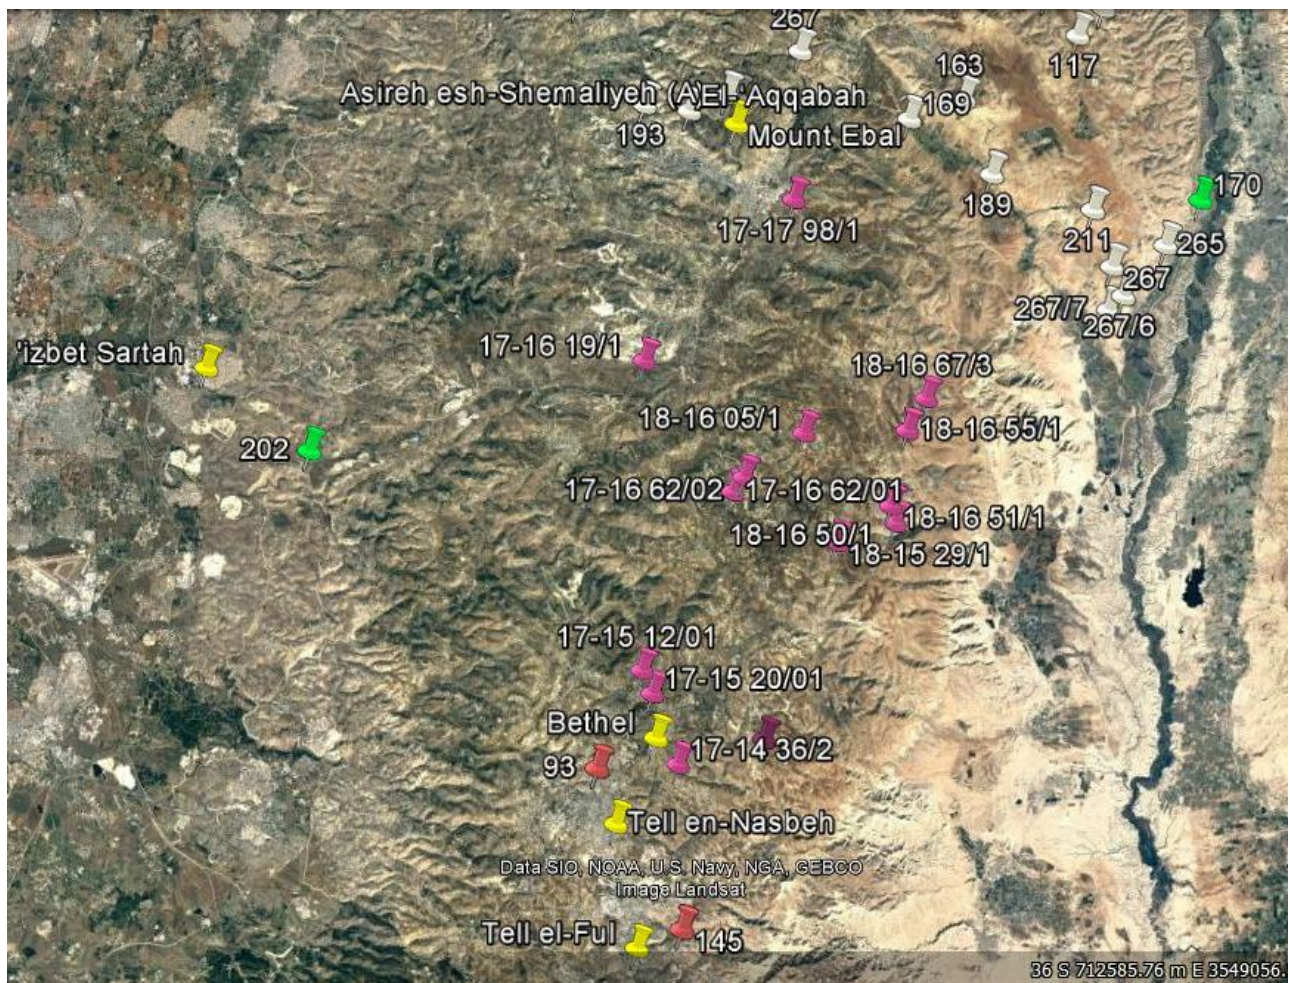 267
117
163
Asireh esh-Shemaliyeh (A)
El-'Aqqabah
169
193
Mount Ebal
170
189
17-17 98/1
211
265
267
267/7
267/6
17-16 19/1
'izbet Sartah
18-16 67/3
18-16 05/1
18-16 55/1
202
17-16 62/02
17-16 62/01
18-16 51/1
18-16 50/1
18-15 29/1
17-15 12/01
17-15 20/01
Bethel
17-14 36/2
93
Tell en-Nasbeh
Data SIO, NOAA, U.S. Navy, NGA, GEBCO
Image Landsat
Tell el-Ful
145
36 S 712585.76 m E 3549056.